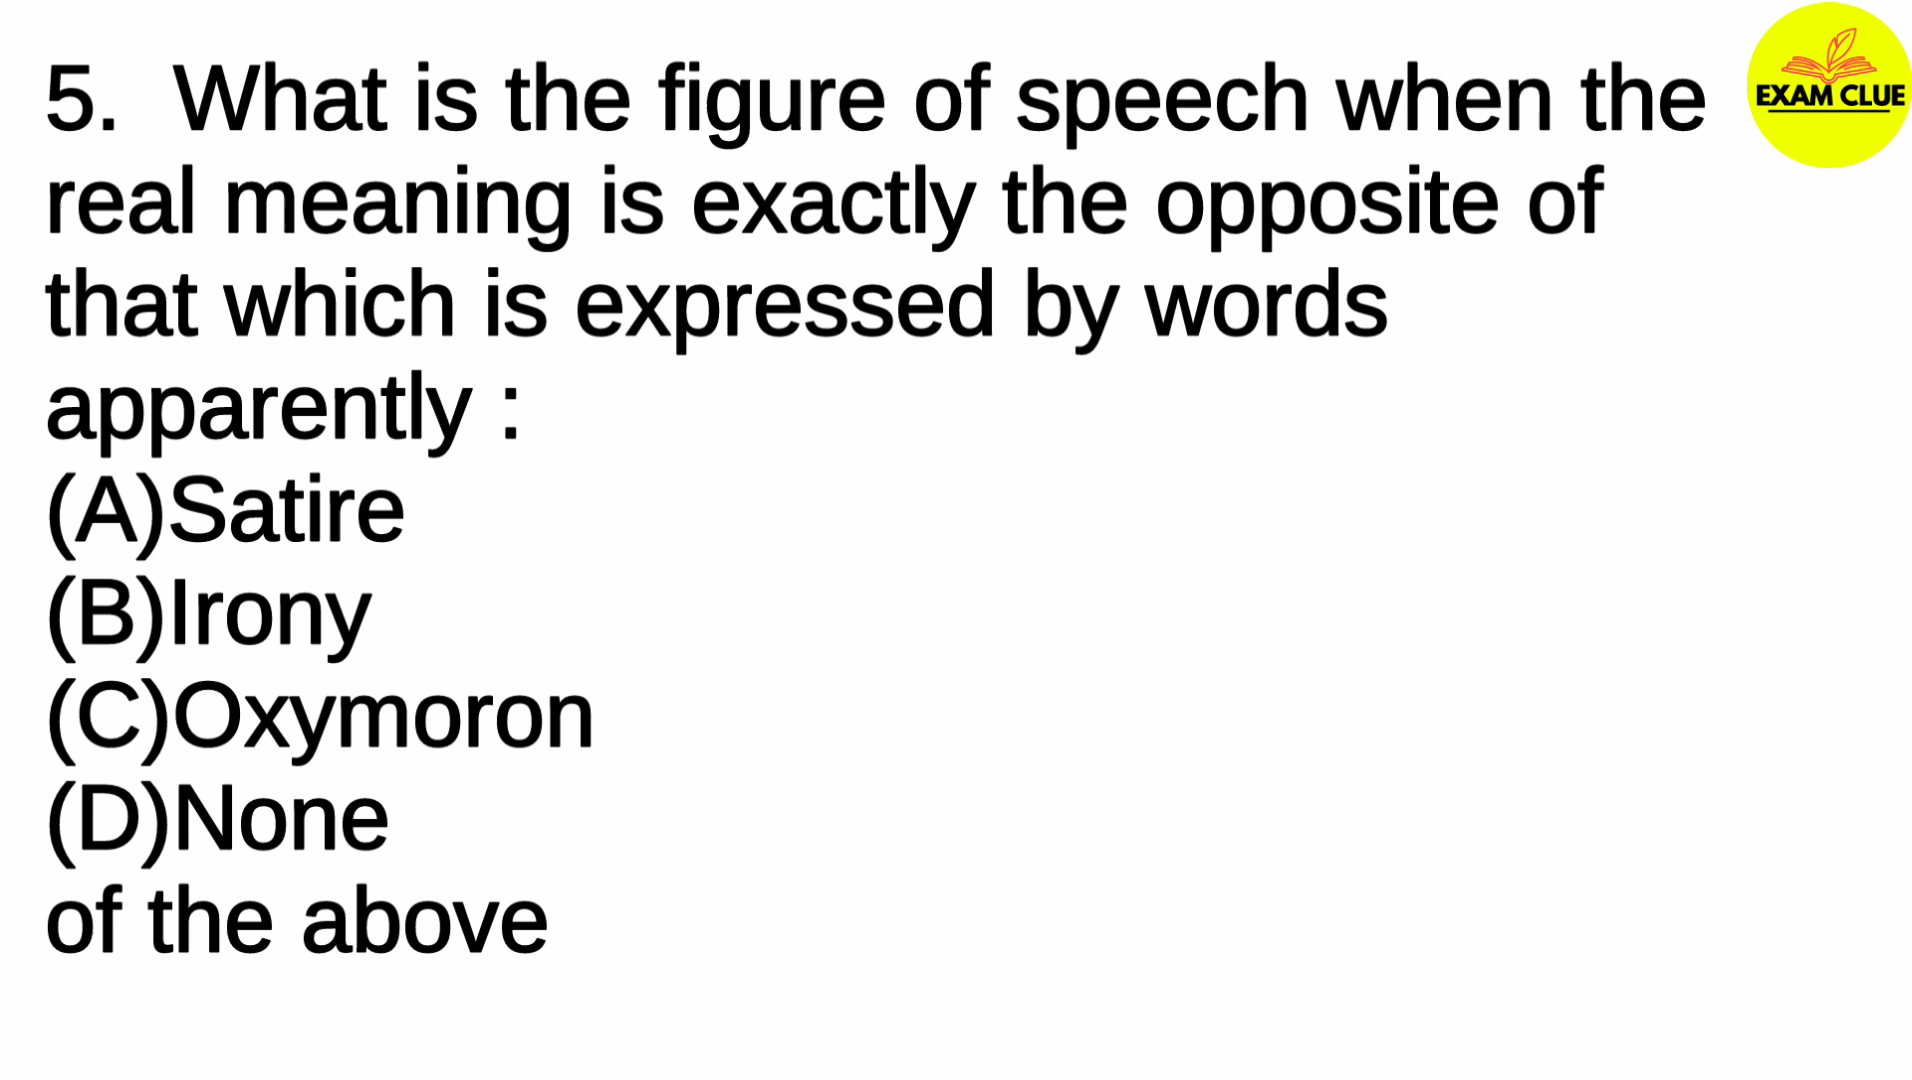 5.  What is the figure of speech when the
real meaning is exactly the opposite of
that which is expressed by words
apparently :
(A)Satire
(B)Irony
(C)Oxymoron
(D)None
of the above
EXAM CLUE